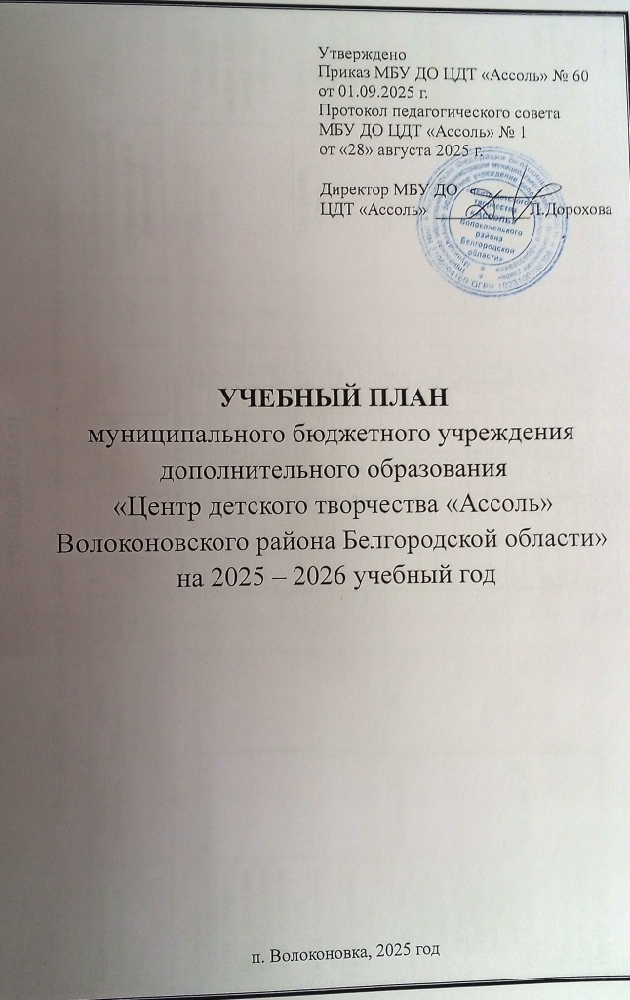 Утверждено
Приказ МБУ ДО ЦДТ «Ассоль» № 60
от 01.09.2025 г.
Протокол педагогического совета
МБУ ДО ЦДТ «Ассоль» № 1
от «28» августа 2025 г.
Директор МБУ ДО
ЦДТ «Ассоль» Л.Дорохова
творчества
«АССОЛЬ»
Волоконовского
района
Белгородской
области»
УЧЕБНЫЙ ПЛАН
муниципального бюджетного учреждения
дополнительного образования
«Центр детского творчества «Ассоль»
Волоконовского района Белгородской области»
на 2025 – 2026 учебный год
п. Волоконовка, 2025 год